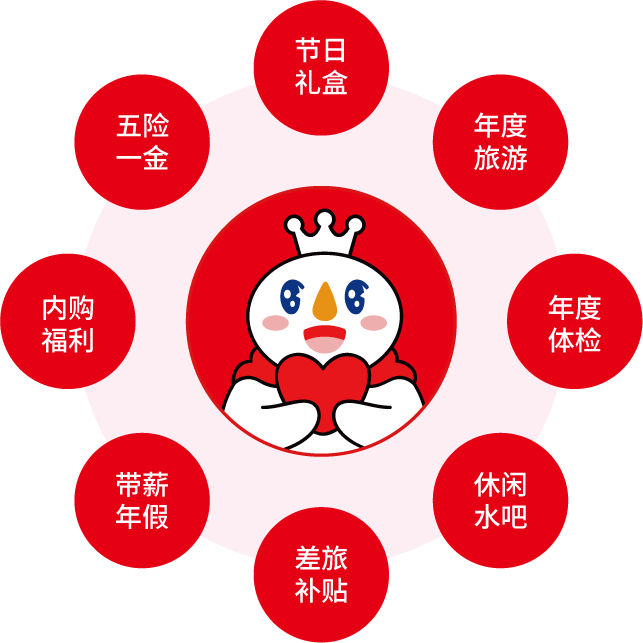 节日
礼盒
年度
旅游
年度
体检
休闲
水吧
差旅
补贴
带薪
年假
内购
福利
五险
一金